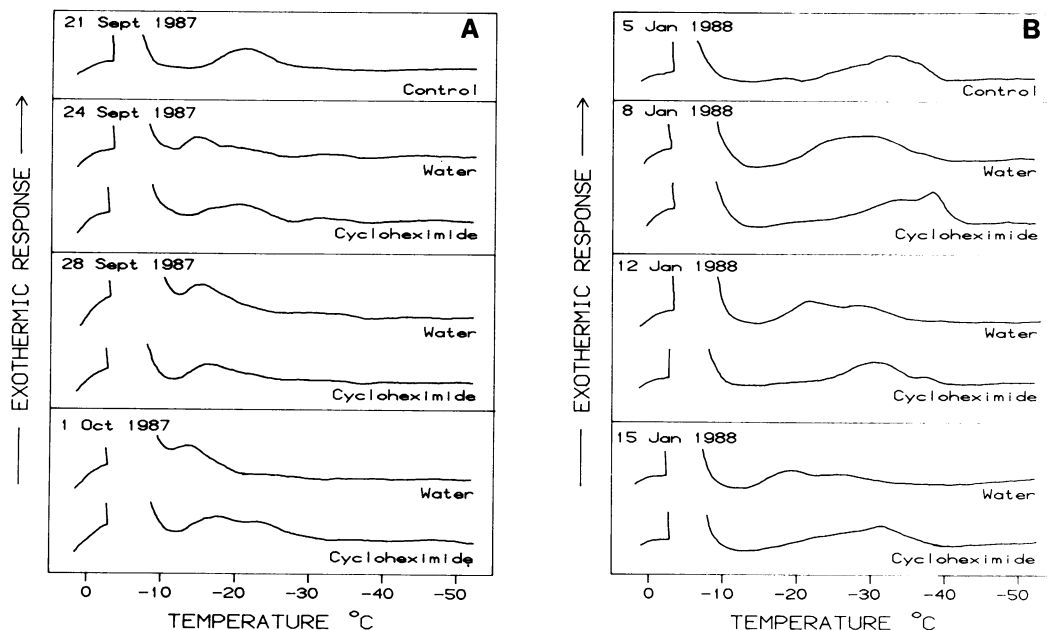 A
21 Sept 1987
Control
24 Sept 1987
Water
Cycloheximide
28 Sept 1987
Water
Cycloheximide
1 Oct 1987
Water
Cycloheximide
EXOTHERMIC RESPONSE
0 -10 -20 -30 -40 -50
TEMPERATURE °C
B
5 Jan 1988
Control
8 Jan 1988
Water
Cycloheximide
12 Jan 1988
Water
Cycloheximide
15 Jan 1988
Water
Cycloheximide
EXOTHERMIC RESPONSE
0 -10 -20 -30 -40 -50
TEMPERATURE °C